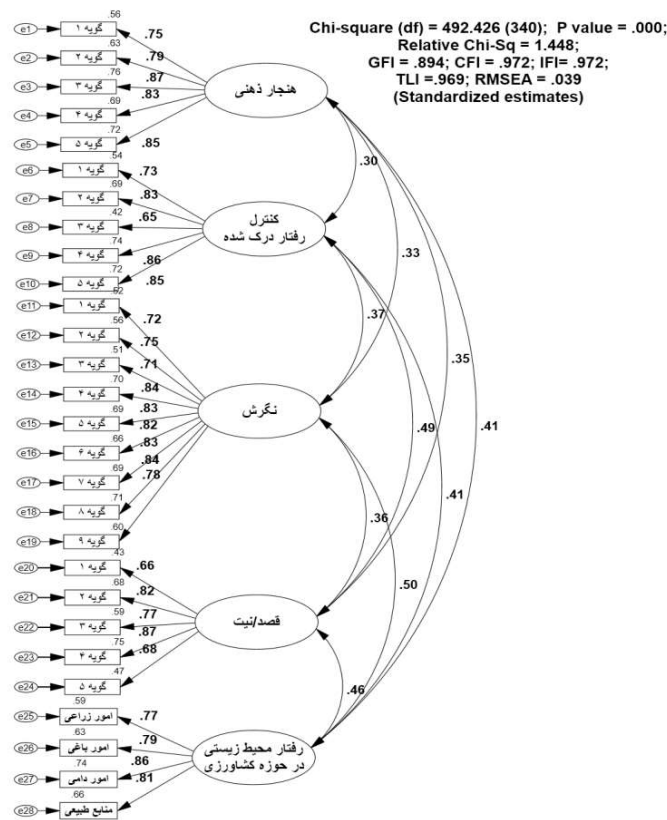 Chi-square (df) = 492.426 (340); P value = .000;
Relative Chi-Sq = 1.448;
GFI = .894; CFI = .972; IFI= .972;
TLI =.969; RMSEA = .039
(Standardized estimates)
.56
e1 گویه ۱ .75
.63
e2 گویه ۲ .79
.76
e3 گویه ۳ .87
.69
e4 گویه ۴ .83
.72
e5 گویه ۵ .85
هنجار ذهنی
.54
e6 گویه ۱ .73
.69
e7 گویه ۲ .83
.42
e8 گویه ۳ .65
.74
e9 گویه ۴ .86
.72
e10 گویه ۵ .85
کنترل
رفتار درک شده
.52
e11 گویه ۱ .72
.56
e12 گویه ۲ .75
.51
e13 گویه ۳ .71
.70
e14 گویه ۴ .84
.69
e15 گویه ۵ .83
.66
e16 گویه ۶ .82
.69
e17 گویه ۷ .83
.71
e18 گویه ۸ .84
.60
e19 گویه ۹ .78
نگرش
.43
e20 گویه ۱ .66
.68
e21 گویه ۲ .82
.59
e22 گویه ۳ .77
.75
e23 گویه ۴ .87
.47
e24 گویه ۵ .68
قصد/نیت
.59
e25 امور زراعی .77
.63
e26 امور باغی .79
.74
e27 امور دامی .86
.66
e28 منابع طبیعی .81
رفتار محیط زیستی
در حوزه کشاورزی
.30
.33
.37
.35
.49
.41
.41
.36
.50
.46